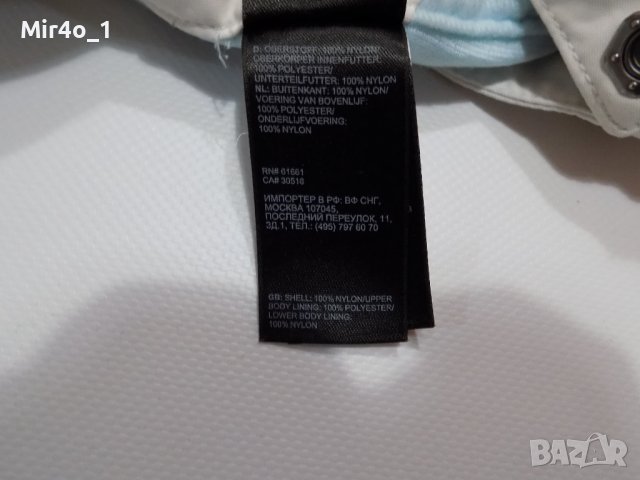 Mir4o_1
D: OBERSTOFF: 100% NYLON/
OBERKÖRPER INNENFUTTER:
100% POLYESTER/
UNTERTEILFUTTER: 100% NYLON
NL: BUITENKANT: 100% NYLON/
VOERING VAN BOVENLIJF:
100% POLYESTER/
ONDERLIJFVOERING:
100% NYLON
RN# 61661
CA# 30516
ИМПОРТЕР В РФ: ВФ СНГ,
МОСКВА 107045,
ПОСЛЕДНИЙ ПЕРЕУЛОК, 11,
ЗД.1, ТЕЛ.: (495) 797 60 70
GB: SHELL: 100% NYLON/UPPER
BODY LINING: 100% POLYESTER/
LOWER BODY LINING:
100% NYLON
BAZAR